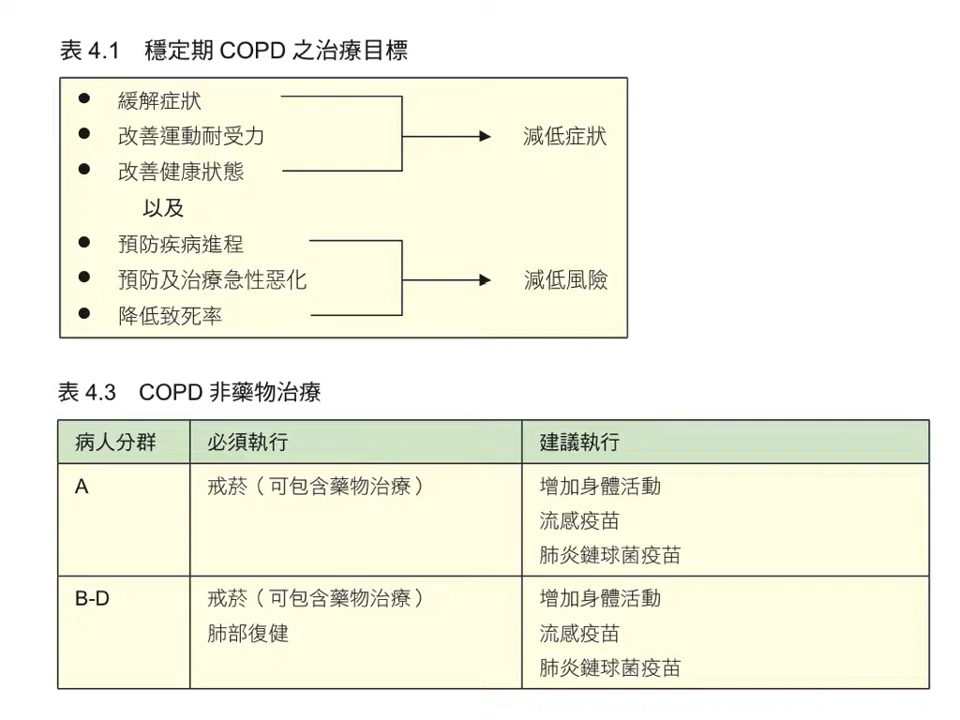 表 4.1 穩定期 COPD 之治療目標
● 緩解症狀
● 改善運動耐受力
● 改善健康狀態
減低症狀
以及
● 預防疾病進程
● 預防及治療急性惡化
● 降低致死率
減低風險
表 4.3 COPD 非藥物治療
病人分群 必須執行 建議執行
A 戒菸（可包含藥物治療） 增加身體活動
流感疫苗
肺炎鏈球菌疫苗
B-D 戒菸（可包含藥物治療） 增加身體活動
肺部復健 流感疫苗
肺炎鏈球菌疫苗